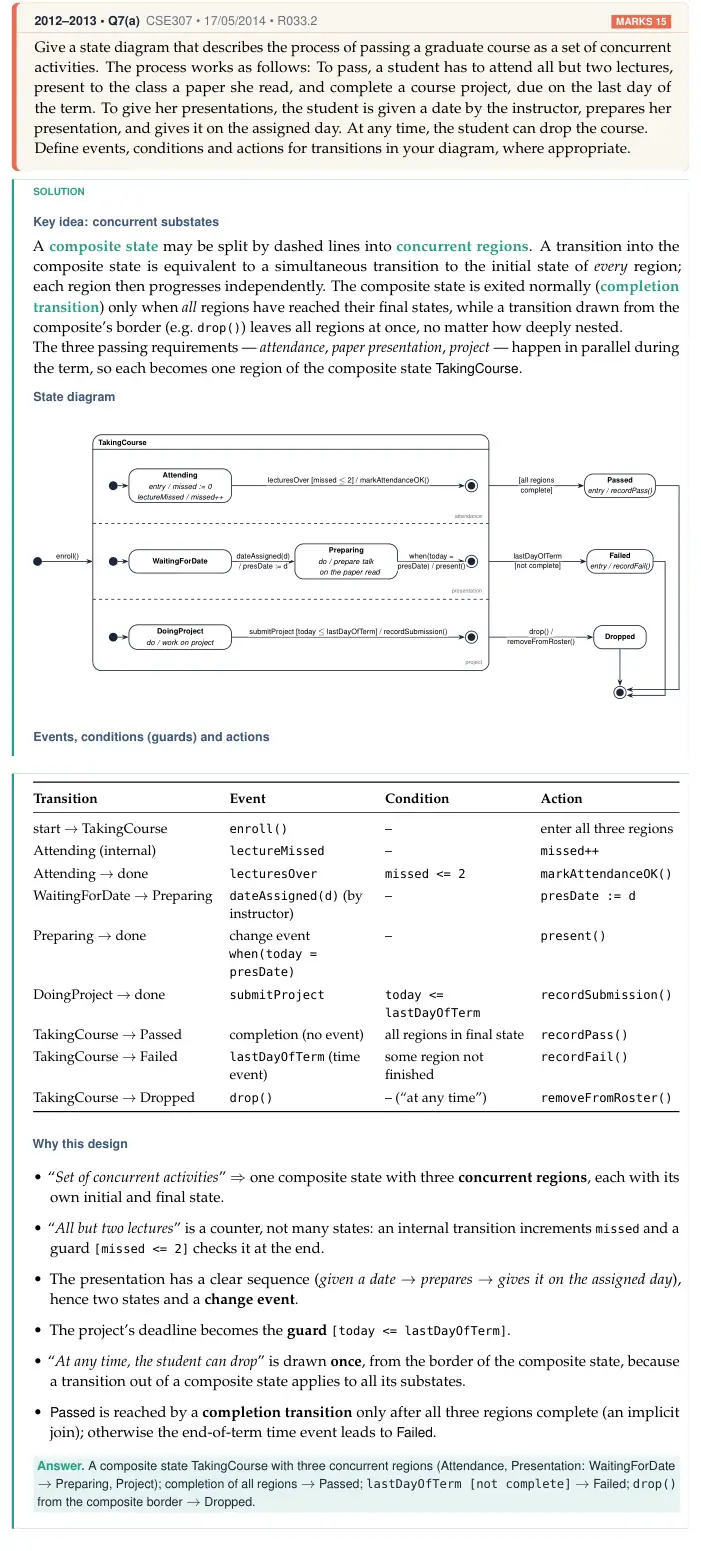 2012–2013 • Q7(a) CSE307 • 17/05/2014 • R033.2
MARKS 15
Give a state diagram that describes the process of passing a graduate course as a set of concurrent
activities. The process works as follows: To pass, a student has to attend all but two lectures,
present to the class a paper she read, and complete a course project, due on the last day of
the term. To give her presentations, the student is given a date by the instructor, prepares her
presentation, and gives it on the assigned day. At any time, the student can drop the course.
Define events, conditions and actions for transitions in your diagram, where appropriate.
SOLUTION
Key idea: concurrent substates
A composite state may be split by dashed lines into concurrent regions. A transition into the
composite state is equivalent to a simultaneous transition to the initial state of every region;
each region then progresses independently. The composite state is exited normally (completion
transition) only when all regions have reached their final states, while a transition drawn from the
composite's border (e.g. drop()) leaves all regions at once, no matter how deeply nested.
The three passing requirements — attendance, paper presentation, project — happen in parallel during
the term, so each becomes one region of the composite state TakingCourse.
State diagram
TakingCourse
Attending
entry / missed := 0
lectureMissed / missed++
lecturesOver [missed ≤ 2] / markAttendanceOK()
attendance
[all regions
complete]
Passed
entry / recordPass()
enroll()
WaitingForDate
dateAssigned(d)
/ presDate := d
Preparing
do / prepare talk
on the paper read
when(today =
presDate) / present()
presentation
lastDayOfTerm
[not complete]
Failed
entry / recordFail()
DoingProject
do / work on project
submitProject [today ≤ lastDayOfTerm] / recordSubmission()
project
drop() /
removeFromRoster()
Dropped
Events, conditions (guards) and actions
Transition Event Condition Action
start → TakingCourse enroll() – enter all three regions
Attending (internal) lectureMissed – missed++
Attending → done lecturesOver missed <= 2 markAttendanceOK()
WaitingForDate → Preparing dateAssigned(d) (by – presDate := d
instructor)
Preparing → done change event – present()
when(today =
presDate)
DoingProject → done submitProject today <= recordSubmission()
lastDayOfTerm
TakingCourse → Passed completion (no event) all regions in final state recordPass()
TakingCourse → Failed lastDayOfTerm (time some region not recordFail()
event) finished
TakingCourse → Dropped drop() – ("at any time") removeFromRoster()
Why this design
• "Set of concurrent activities" ⇒ one composite state with three concurrent regions, each with its
own initial and final state.
• "All but two lectures" is a counter, not many states: an internal transition increments missed and a
guard [missed <= 2] checks it at the end.
• The presentation has a clear sequence (given a date → prepares → gives it on the assigned day),
hence two states and a change event.
• The project's deadline becomes the guard [today <= lastDayOfTerm].
• "At any time, the student can drop" is drawn once, from the border of the composite state, because
a transition out of a composite state applies to all its substates.
• Passed is reached by a completion transition only after all three regions complete (an implicit
join); otherwise the end-of-term time event leads to Failed.
Answer. A composite state TakingCourse with three concurrent regions (Attendance, Presentation: WaitingForDate
→ Preparing, Project); completion of all regions → Passed; lastDayOfTerm [not complete] → Failed; drop()
from the composite border → Dropped.